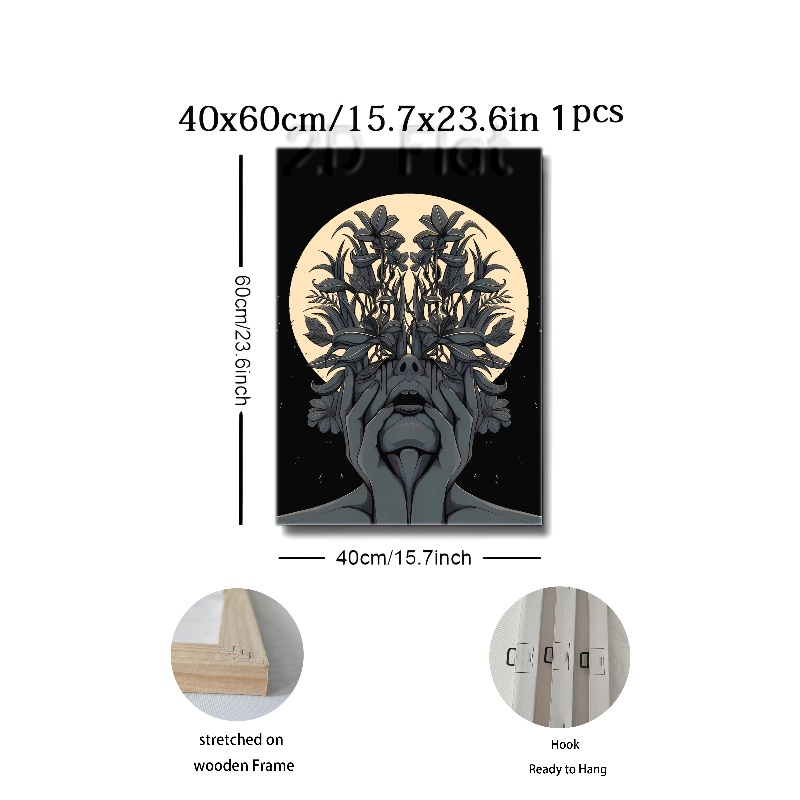 40x60cm/15.7x23.6in 1pcs
2D Flat
60cm/23.6inch
40cm/15.7inch
stretched on
wooden Frame
Hook
Ready to Hang